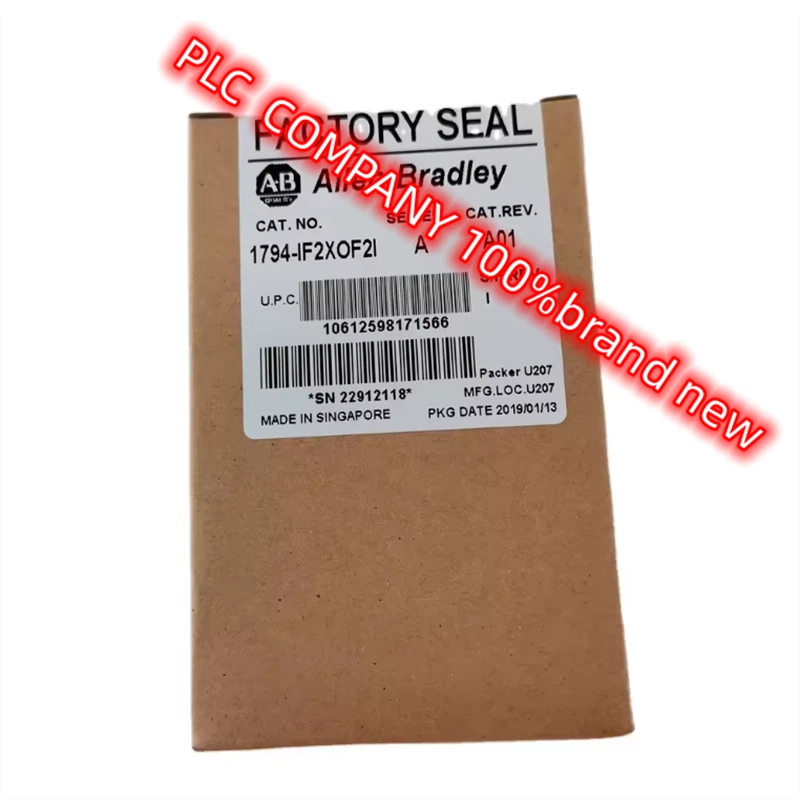 PLC COMPANY 100%brand new
FACTORY SEAL
A-B
QUALITY
Allen-Bradley
CAT. NO.
CAT.REV.
1794-IF2XOF2I
A
A01
U.P.C.
I
10612598171566
Packer U207
*SN 22912118*
MFG.LOC.U207
MADE IN SINGAPORE
PKG DATE 2019/01/13